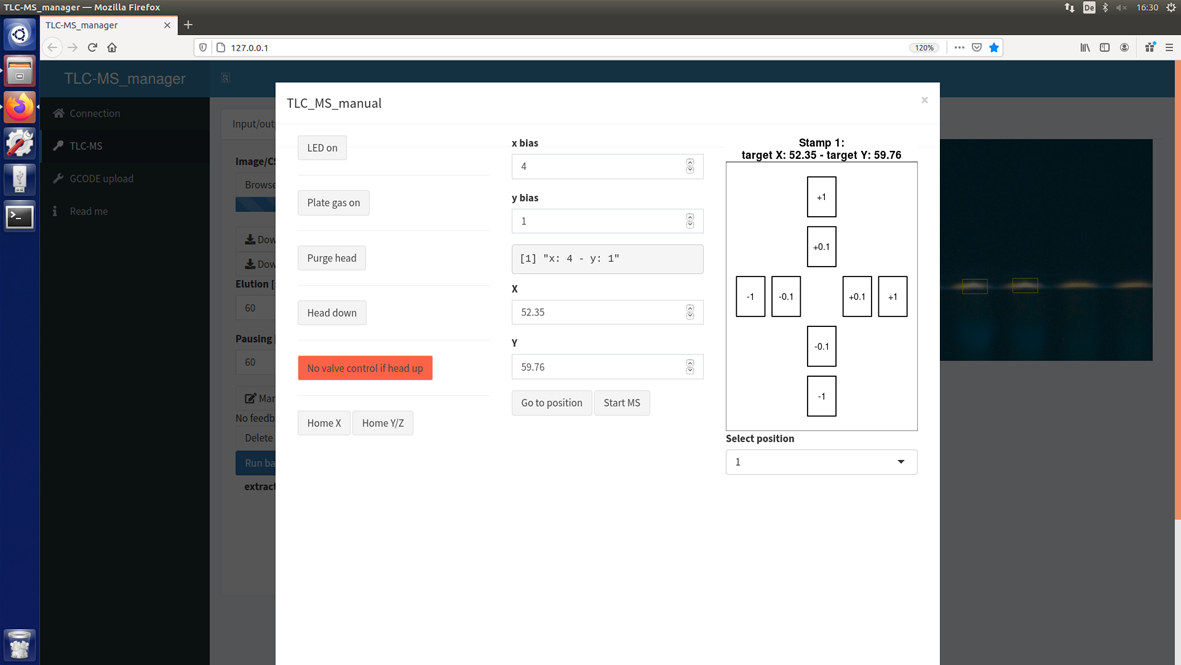 TLC-MS_manager — Mozilla Firefox
De
16:30
TLC-MS_manager
127.0.0.1
120%
TLC-MS_manager
Connection
TLC-MS
GCODE upload
Read me
Input/out
Image/CS
Browse
Dow
Dow
Elution [
60
Pausing
60
Mar
No feedb
Delete
Run ba
extract
TLC_MS_manual
×
LED on
Plate gas on
Purge head
Head down
No valve control if head up
Home X
Home Y/Z
x bias
4
y bias
1
[1] "x: 4 - y: 1"
X
52.35
Y
59.76
Go to position
Start MS
Stamp 1:
target X: 52.35 - target Y: 59.76
+1
+0.1
-1
-0.1
+0.1
+1
-0.1
-1
Select position
1